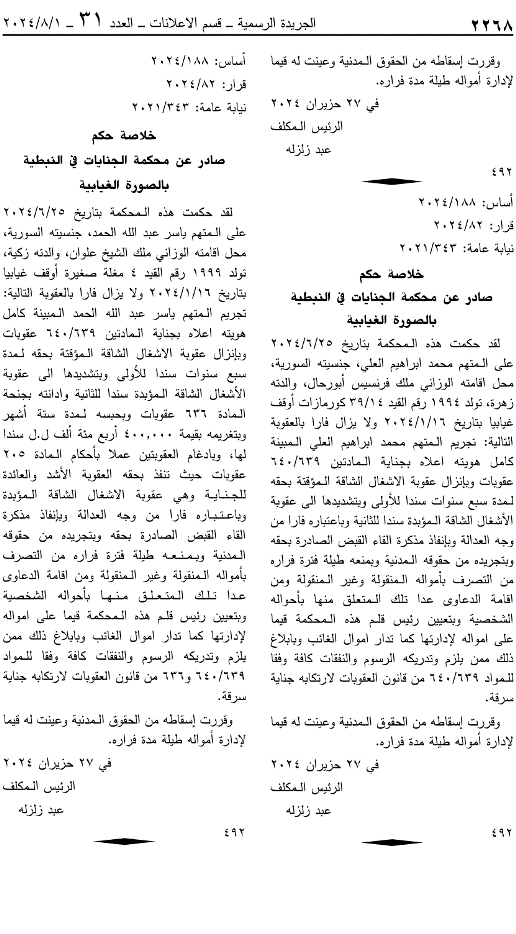 ٢٢٦٨
الجريدة الرسمية ــ قسم الاعلانات ــ العدد ٣١ ــ ٢٠٢٤/٨/١
وقررت إسقاطه من الحقوق المدنية وعينت له قيما
لإدارة أمواله طيلة مدة فراره.
في ٢٧ حزيران ٢٠٢٤
الرئيس المكلف
عبد زلزله
٤٩٢
أساس: ٢٠٢٤/١٨٨
قرار: ٢٠٢٤/٨٢
نيابة عامة: ٢٠٢١/٣٤٣
خلاصة حكم
صادر عن محكمة الجنايات في النبطية
بالصورة الغيابية
لقد حكمت هذه المحكمة بتاريخ ٢٠٢٤/٦/٢٥
على المتهم محمد ابراهيم العلي، جنسيته السورية،
محل اقامته الوزاني ملك فرنسيس أبورحال، والدته
زهرة، تولد ١٩٩٤ رقم القيد ٣٩/١٤ كورمازات أوقف
غيابيا بتاريخ ٢٠٢٤/١/١٦ ولا يزال فارا بالعقوبة
التالية: تجريم المتهم محمد ابراهيم العلي المبينة
كامل هويته اعلاه بجناية المادتين ٦٤٠/٦٣٩
عقوبات وبإنزال عقوبة الاشغال الشاقة المؤقتة بحقه
لمدة سبع سنوات سندا للأولى وبتشديدها الى عقوبة
الأشغال الشاقة المؤبدة سندا للثانية وباعتباره فارا من
وجه العدالة وبإنفاذ مذكرة القاء القبض الصادرة بحقه
وبتجريده من حقوقه المدنية وبمنعه طيلة فترة فراره
من التصرف بأمواله المنقولة وغير المنقولة ومن
اقامة الدعاوى عدا تلك المتعلق منها بأحواله
الشخصية وبتعيين رئيس قلم هذه المحكمة قيما
على امواله لإدارتها كما تدار اموال الغائب وبابلاغ
ذلك ممن يلزم وتدريكه الرسوم والنفقات كافة وفقا
للمواد ٦٤٠/٦٣٩ من قانون العقوبات لارتكابه جناية
سرقة.
وقررت إسقاطه من الحقوق المدنية وعينت له قيما
لإدارة أمواله طيلة مدة فراره.
في ٢٧ حزيران ٢٠٢٤
الرئيس المكلف
عبد زلزله
٤٩٢
أساس: ٢٠٢٤/١٨٨
قرار: ٢٠٢٤/٨٢
نيابة عامة: ٢٠٢١/٣٤٣
خلاصة حكم
صادر عن محكمة الجنايات في النبطية
بالصورة الغيابية
لقد حكمت هذه المحكمة بتاريخ ٢٠٢٤/٦/٢٥
على المتهم ياسر عبد الله الحمد، جنسيته السورية،
محل اقامته الوزاني ملك الشيخ علوان، والدته زكية،
تولد ١٩٩٩ رقم القيد ٤ مغلة صغيرة أوقف غيابيا
بتاريخ ٢٠٢٤/١/١٦ ولا يزال فارا بالعقوبة التالية:
تجريم المتهم ياسر عبد الله الحمد المبينة كامل
هويته اعلاه بجناية المادتين ٦٤٠/٦٣٩ عقوبات
وبإنزال عقوبة الاشغال الشاقة المؤقتة بحقه لمدة
سبع سنوات سندا للأولى وبتشديدها الى عقوبة
الأشغال الشاقة المؤبدة سندا للثانية وادانته بجنحة
المادة ٦٣٦ عقوبات وبحبسه لمدة ستة أشهر
وبتغريمه بقيمة ٤٠٠,٠٠٠ أربع مئة ألف ل.ل سندا
لها، وبادغام العقوبتين عملا بأحكام المادة ٢٠٥
عقوبات حيث تنفذ بحقه العقوبة الأشد والعائدة
للجناية وهي عقوبة الاشغال الشاقة المؤبدة
وباعتباره فارا من وجه العدالة وبإنفاذ مذكرة
القاء القبض الصادرة بحقه وبتجريده من حقوقه
المدنية وبمنعه طيلة فترة فراره من التصرف
بأمواله المنقولة وغير المنقولة ومن اقامة الدعاوى
عدا تلك المتعلق منها بأحواله الشخصية
وبتعيين رئيس قلم هذه المحكمة قيما على امواله
لإدارتها كما تدار اموال الغائب وبابلاغ ذلك ممن
يلزم وتدريكه الرسوم والنفقات كافة وفقا للمواد
٦٤٠/٦٣٩ و٦٣٦ من قانون العقوبات لارتكابه جناية
سرقة.
وقررت إسقاطه من الحقوق المدنية وعينت له قيما
لإدارة أمواله طيلة مدة فراره.
في ٢٧ حزيران ٢٠٢٤
الرئيس المكلف
عبد زلزله
٤٩٢